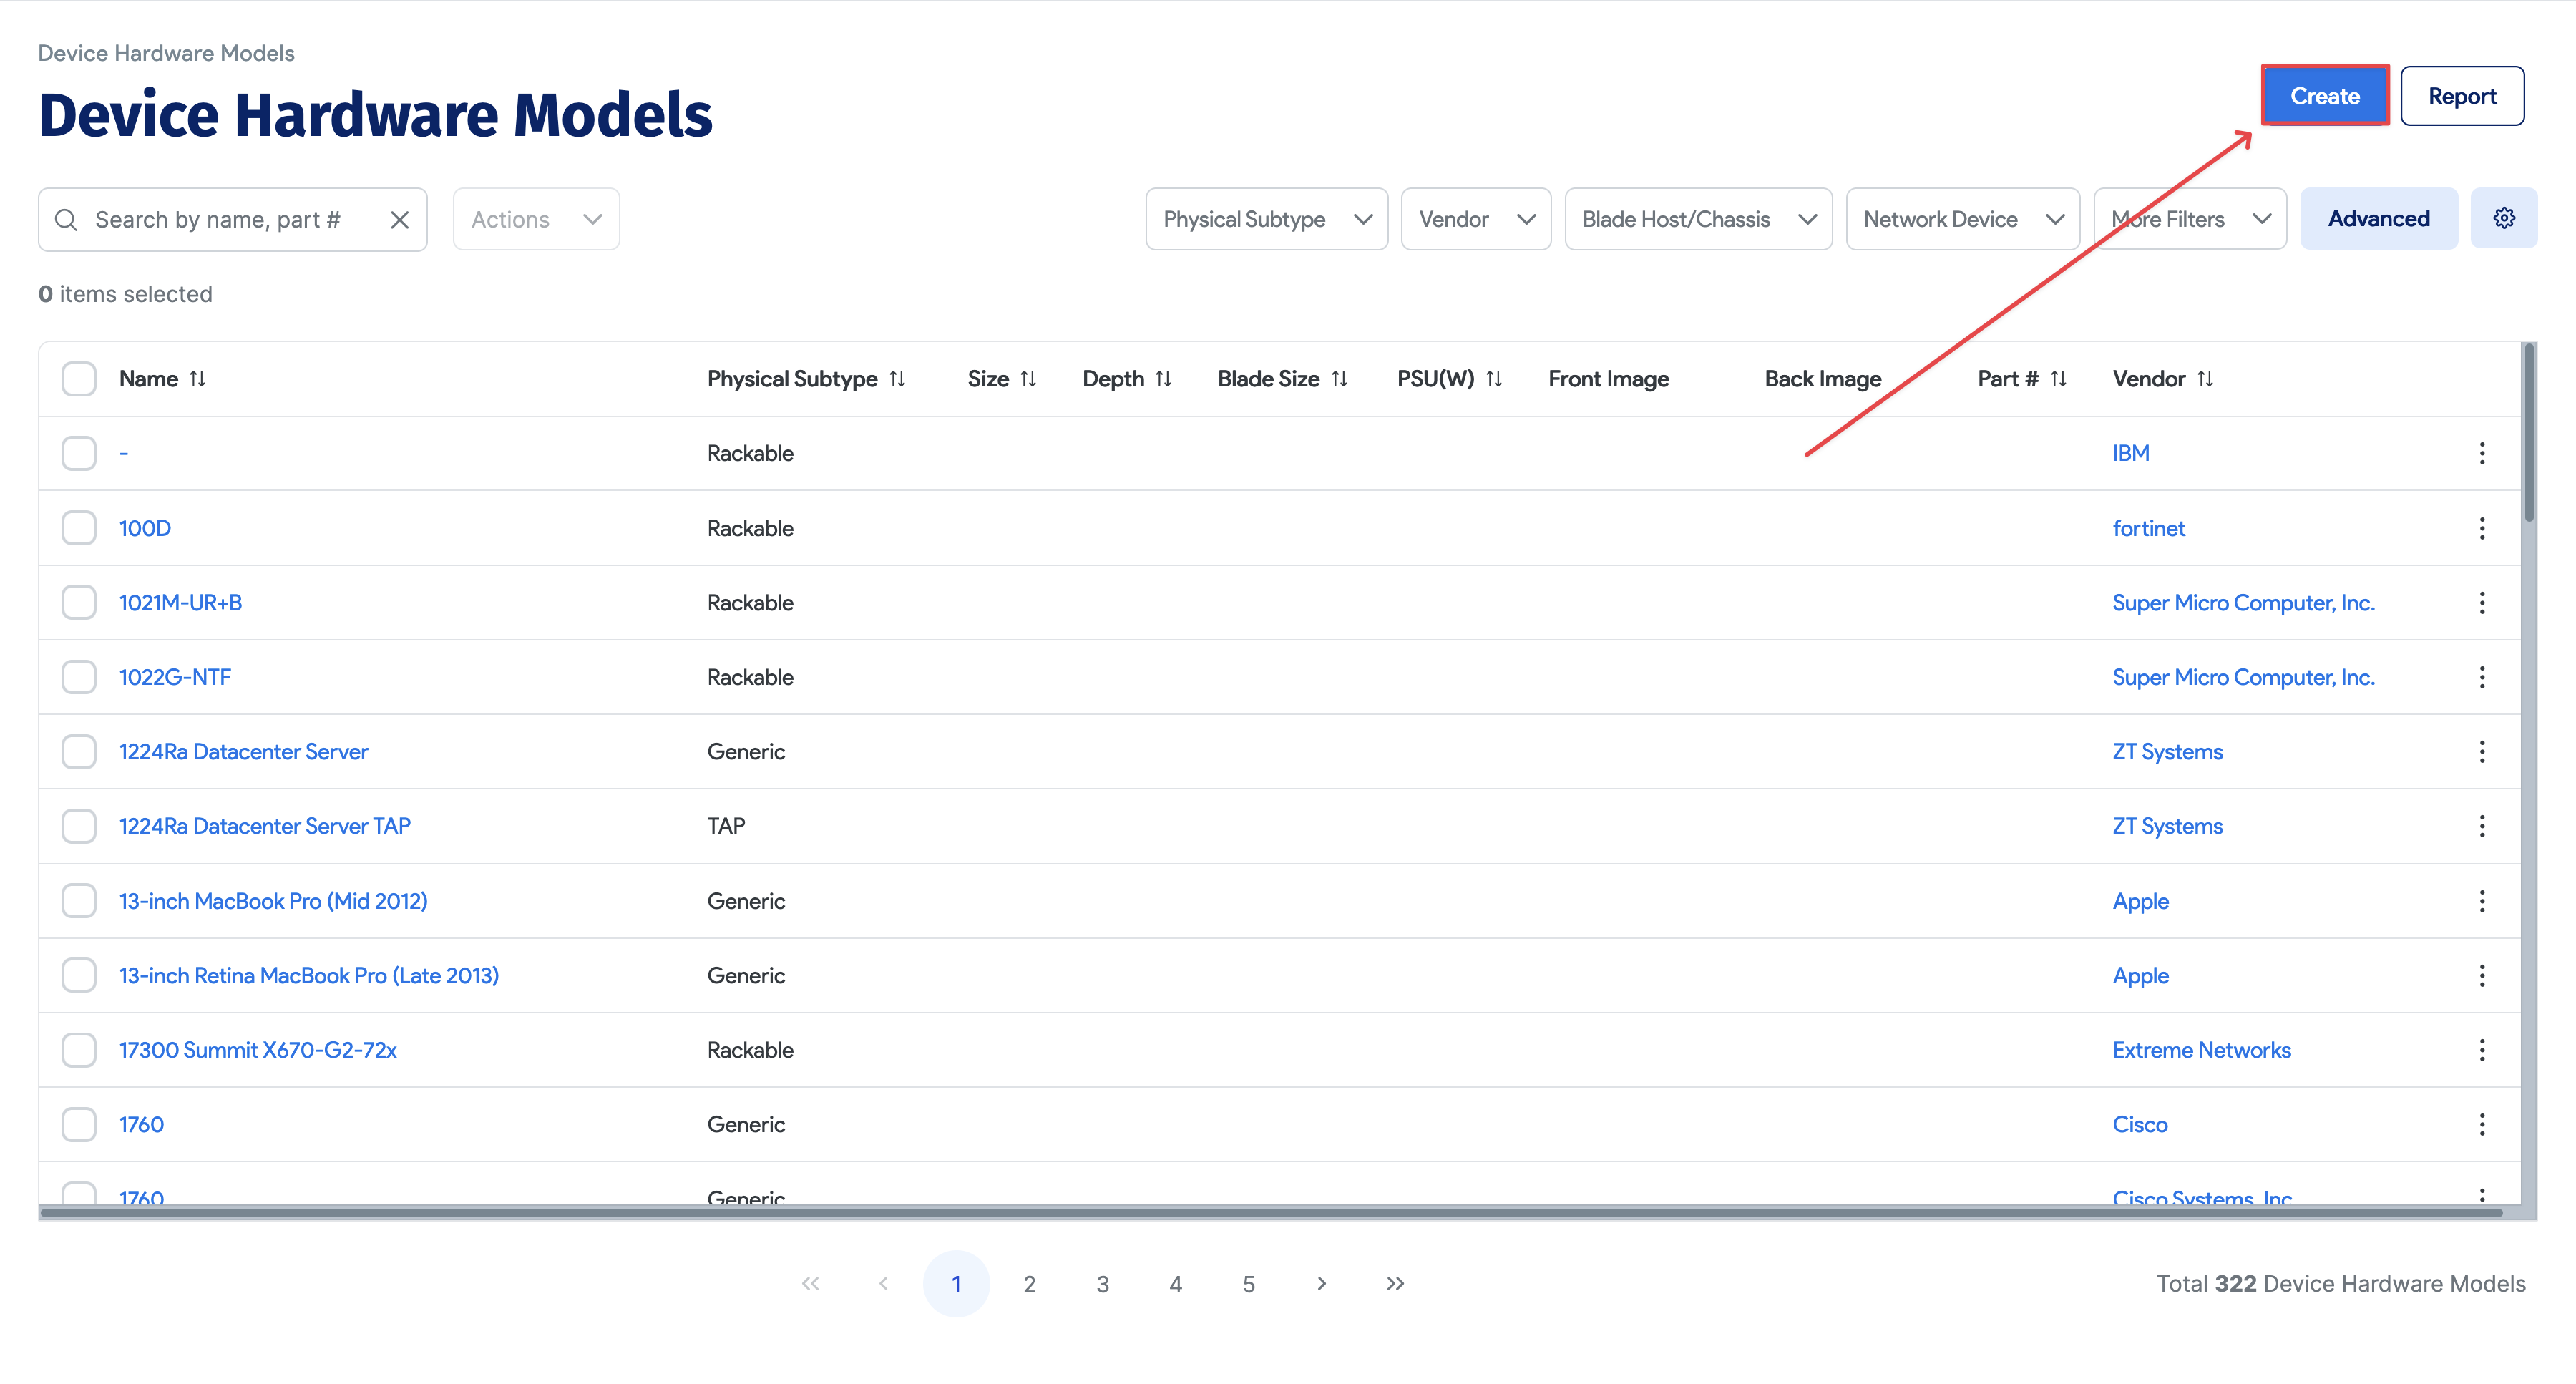 Device Hardware Models
Device Hardware Models
Create
Report
Search by name, part #
Actions
Physical Subtype
Vendor
Blade Host/Chassis
Network Device
More Filters
Advanced
0 items selected
Name Physical Subtype Size Depth Blade Size PSU(W) Front Image Back Image Part # Vendor
- Rackable IBM
100D Rackable fortinet
1021M-UR+B Rackable Super Micro Computer, Inc.
1022G-NTF Rackable Super Micro Computer, Inc.
1224Ra Datacenter Server Generic ZT Systems
1224Ra Datacenter Server TAP TAP ZT Systems
13-inch MacBook Pro (Mid 2012) Generic Apple
13-inch Retina MacBook Pro (Late 2013) Generic Apple
17300 Summit X670-G2-72x Rackable Extreme Networks
1760 Generic Cisco
1760 Generic Cisco Systems, Inc
1 2 3 4 5
Total 322 Device Hardware Models